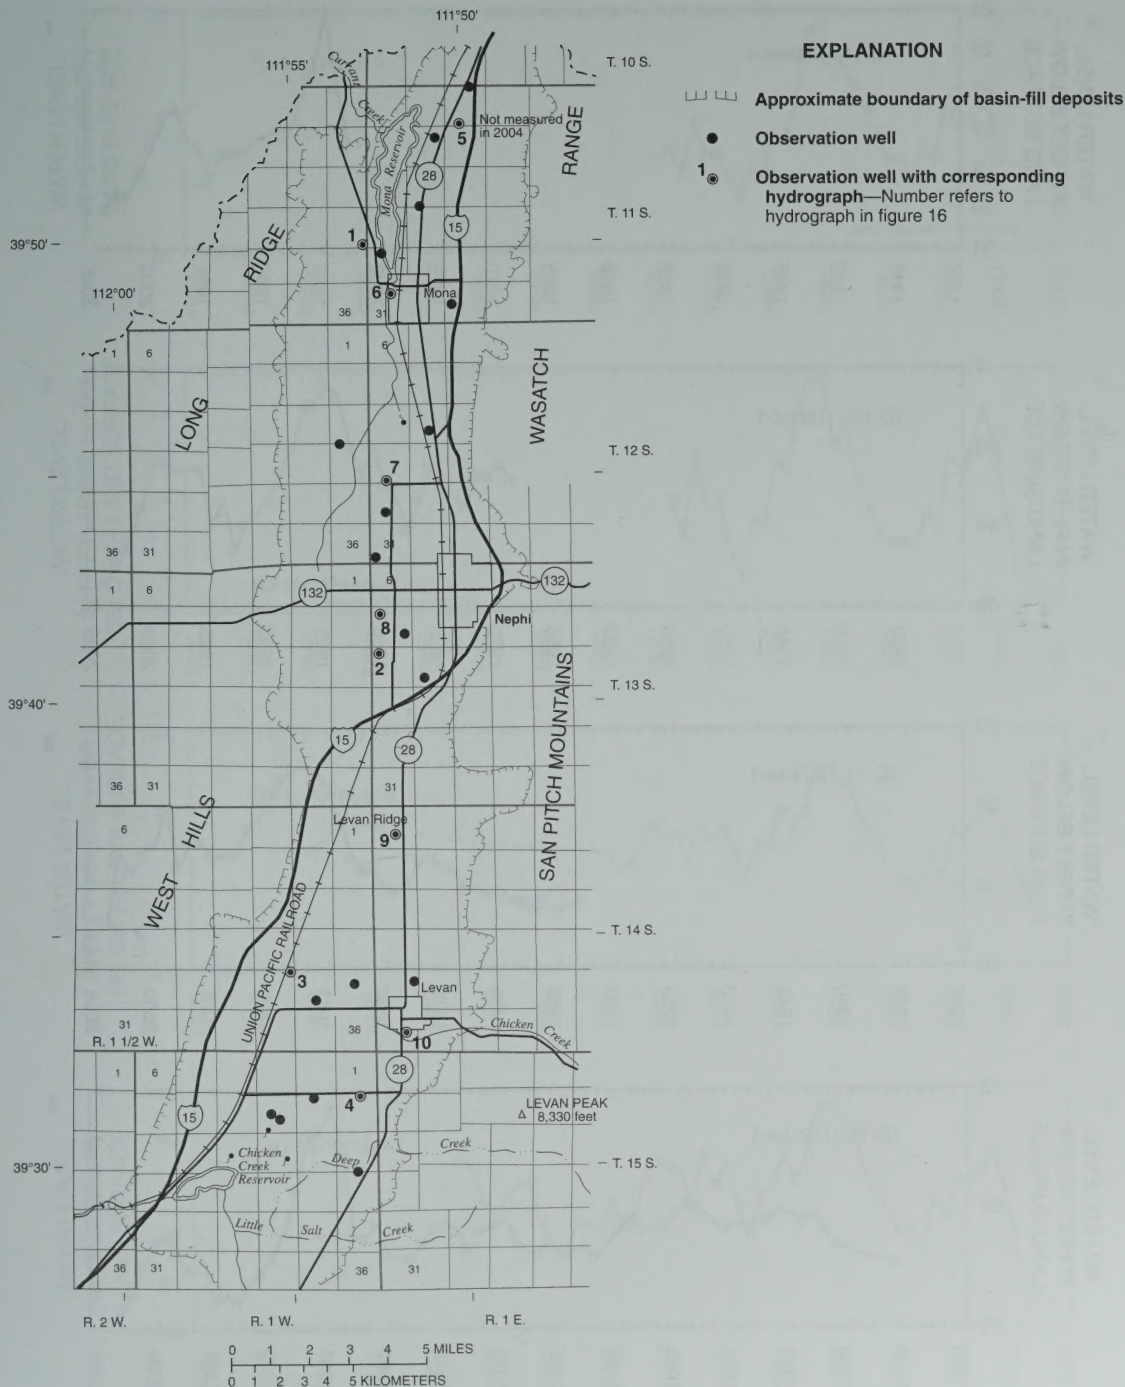 111°50'
111°55'
T. 10 S.
EXPLANATION
Approximate boundary of basin-fill deposits
Observation well
1 Observation well with corresponding
hydrograph—Number refers to
hydrograph in figure 16
Currant
Creek
Mona Reservoir
5
Not measured
in 2004
RANGE
28
T. 11 S.
15
39°50'
1
RIDGE
6
Mona
112°00'
36
31
1
6
1
6
LONG
WASATCH
T. 12 S.
7
36
31
36
31
1
6
1
6
132
132
8
Nephi
2
T. 13 S.
39°40'
15
28
SAN PITCH MOUNTAINS
36
31
31
6
Levan Ridge
1
9
HILLS
WEST
UNION PACIFIC RAILROAD
T. 14 S.
3
Levan
31
36
Chicken
Creek
R. 1 1/2 W.
10
1
6
1
28
4
LEVAN PEAK
8,330 feet
15
Chicken
Creek
Reservoir
Deep
Creek
T. 15 S.
39°30'
Little
Salt
Creek
36
31
36
31
R. 2 W.
R. 1 W.
R. 1 E.
0 1 2 3 4 5 MILES
0 1 2 3 4 5 KILOMETERS